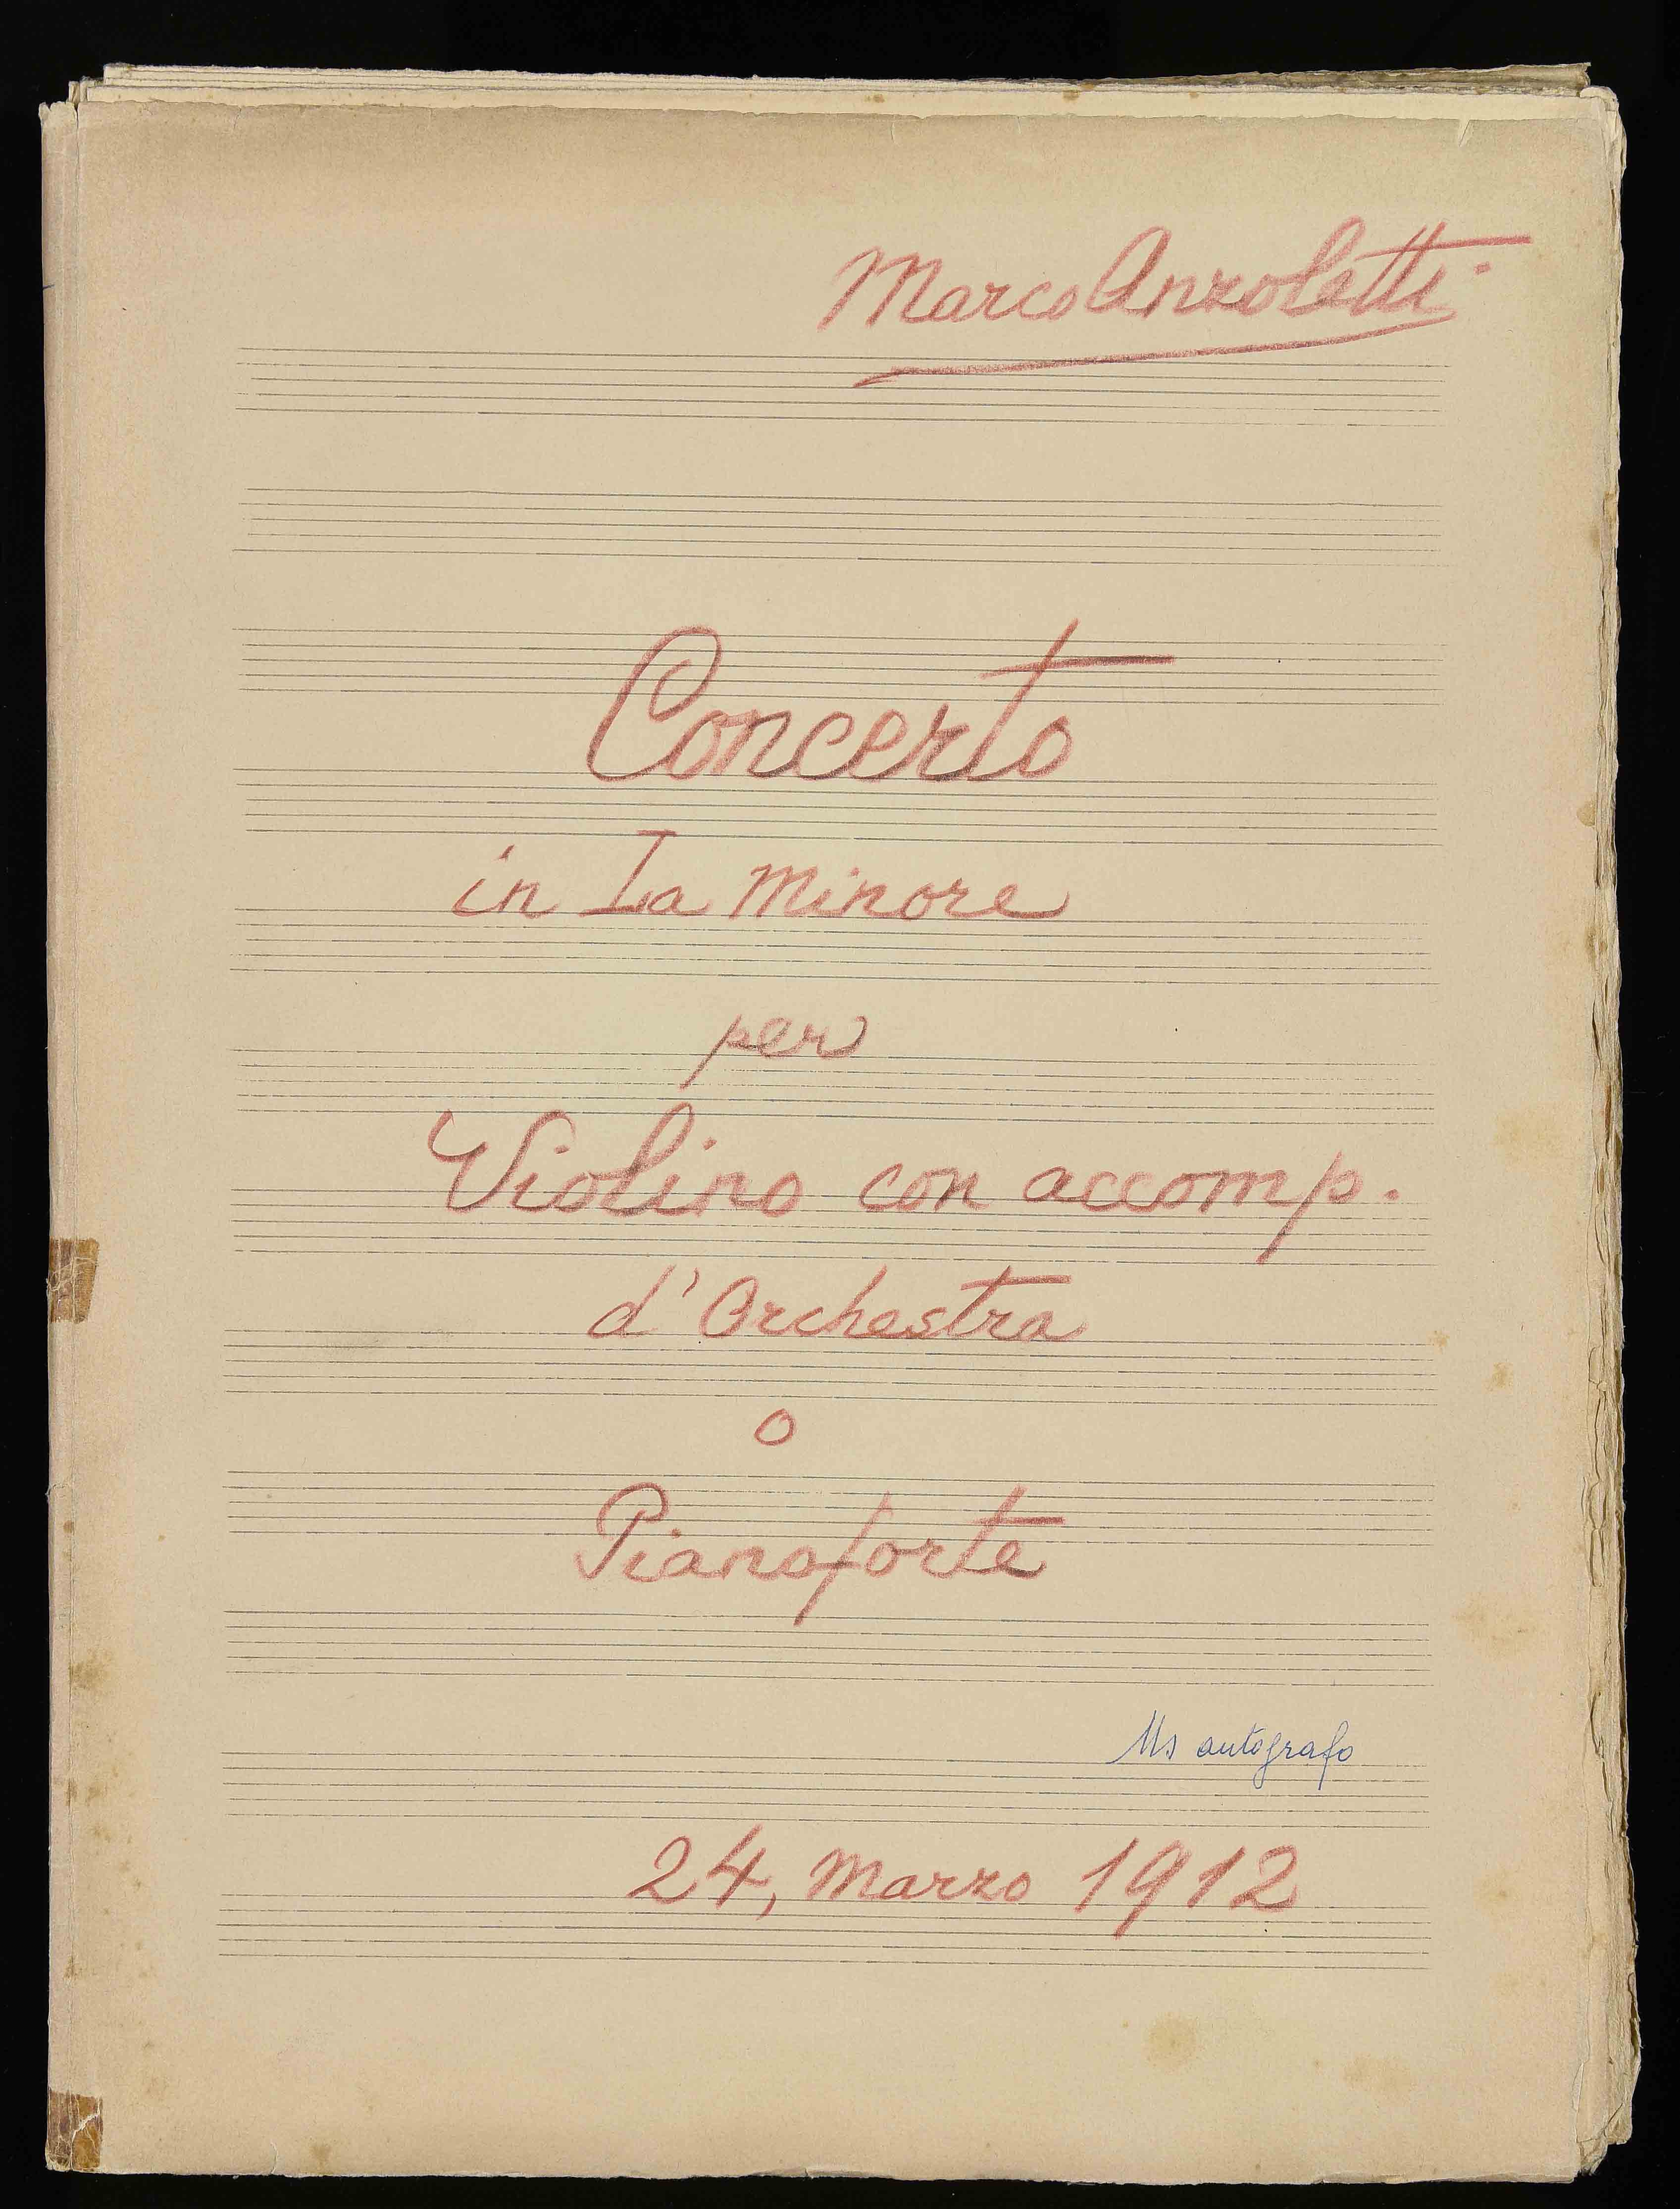 Marco Anzoletti
Concerto
in La Minore
per
Violino con accomp.
d'Orchestra
o
Pianoforte
Ms autografo
24, Marzo 1912